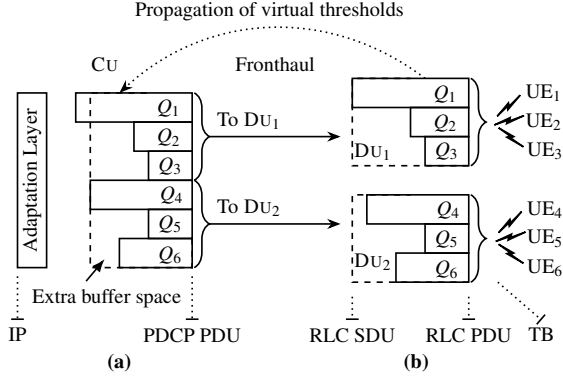 Propagation of virtual thresholds
CU Fronthaul
Adaptation Layer
Q1
Q2
Q3
Q4
Q5
Q6
To DU1
To DU2
Extra buffer space
Q1
Q2
Q3
DU1
Q4
Q5
Q6
DU2
UE1
UE2
UE3
UE4
UE5
UE6
IP PDCP PDU RLC SDU RLC PDU TB
(a) (b)